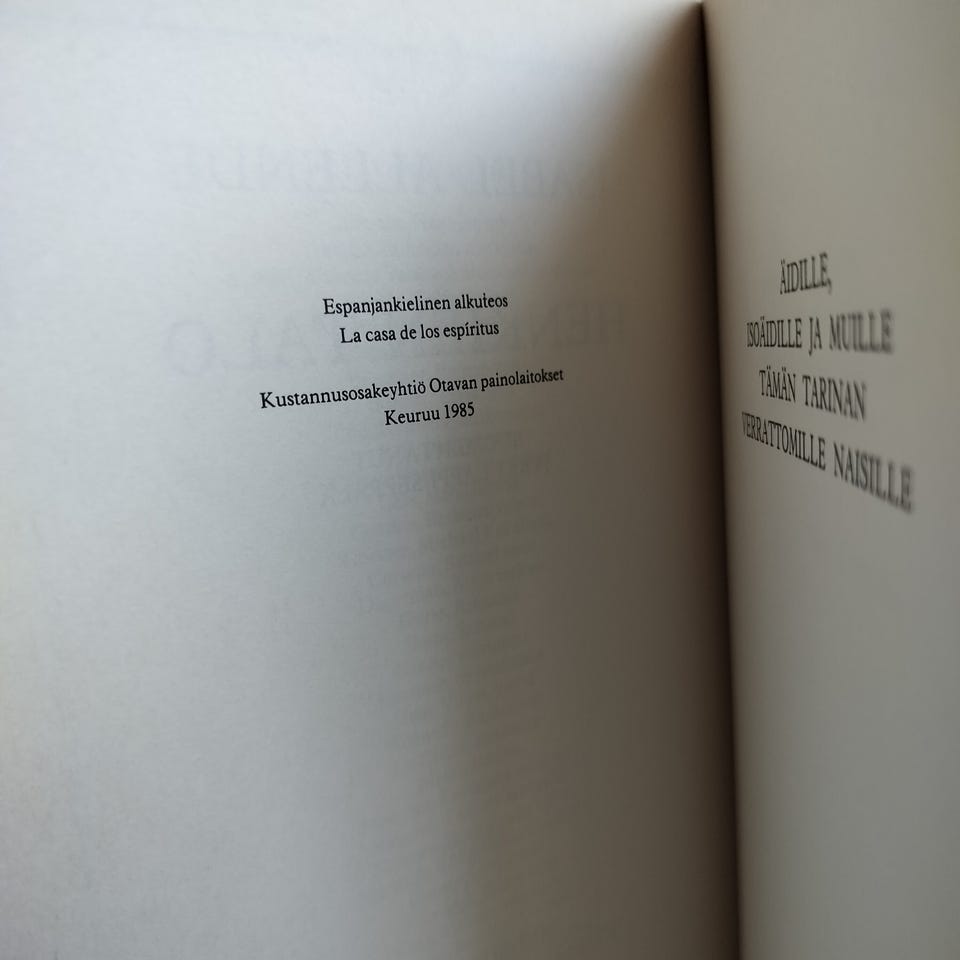 Espanjankielinen alkuteos
La casa de los espíritus
Kustannusosakeyhtiö Otavan painolaitokset
Keuruu 1985
ÄIDILLE,
ISOÄIDILLE JA MUILLE
TÄMÄN TARINAN
VERRATTOMILLE NAISILLE